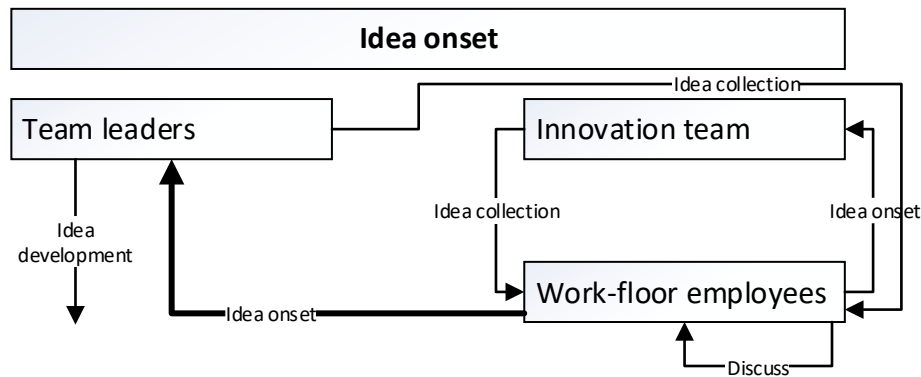 Idea onset
Idea collection
Team leaders
Innovation team
Idea collection
Idea onset
Idea
development
Work-floor employees
Idea onset
Discuss